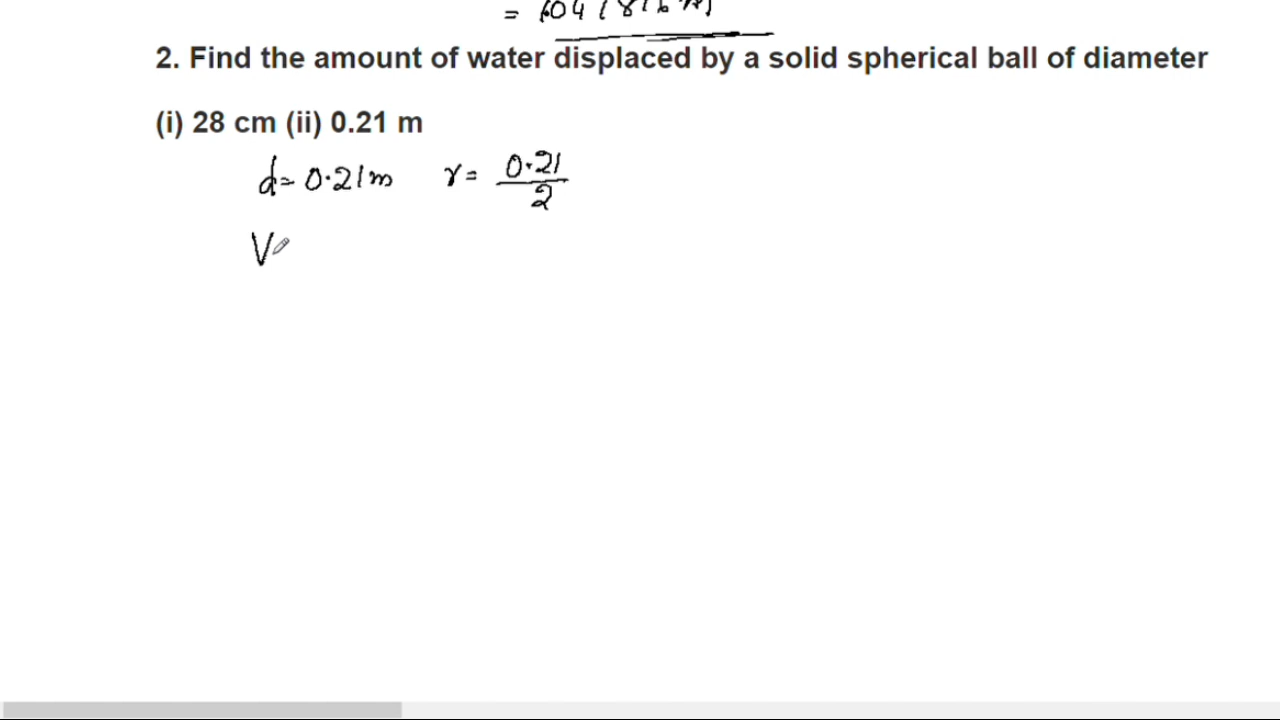 2. Find the amount of water displaced by a solid spherical ball of diameter
(i) 28 cm (ii) 0.21 m
d= 0.21m r= 0.21/2
V